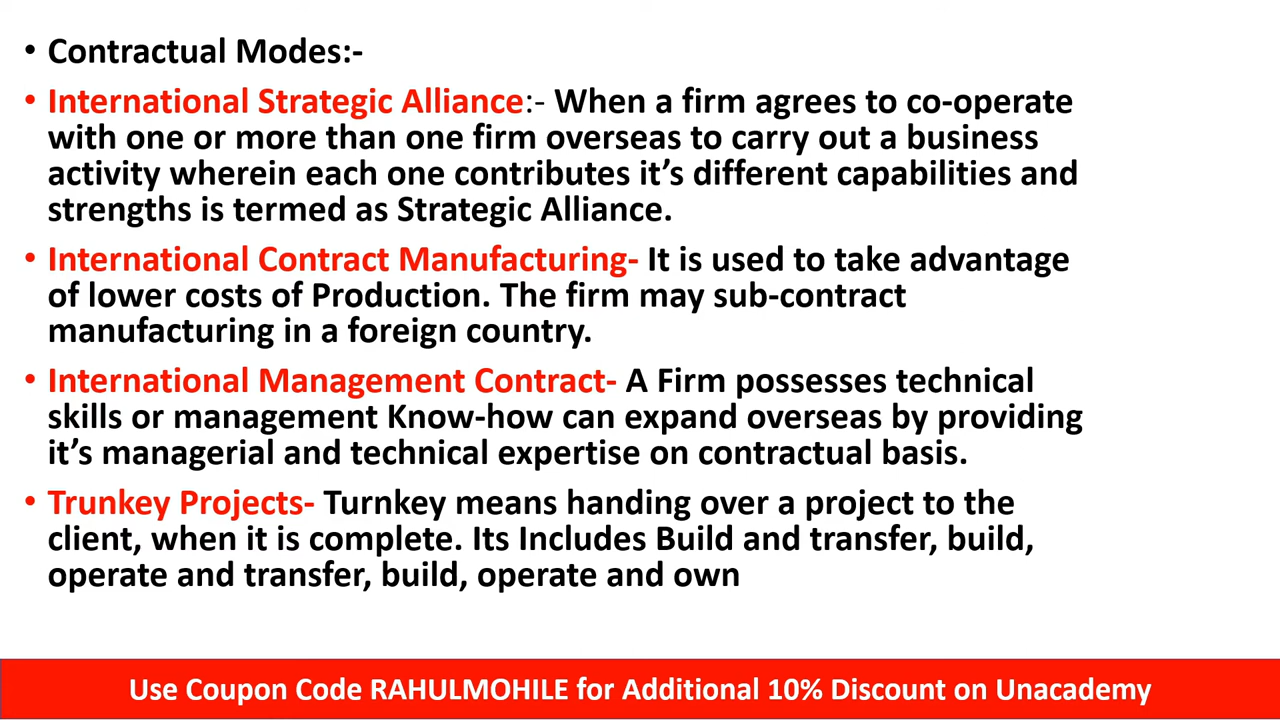 • Contractual Modes:-
• International Strategic Alliance:- When a firm agrees to co-operate
with one or more than one firm overseas to carry out a business
activity wherein each one contributes it’s different capabilities and
strengths is termed as Strategic Alliance.
• International Contract Manufacturing- It is used to take advantage
of lower costs of Production. The firm may sub-contract
manufacturing in a foreign country.
• International Management Contract- A Firm possesses technical
skills or management Know-how can expand overseas by providing
it’s managerial and technical expertise on contractual basis.
• Trunkey Projects- Turnkey means handing over a project to the
client, when it is complete. Its Includes Build and transfer, build,
operate and transfer, build, operate and own
Use Coupon Code RAHULMOHILE for Additional 10% Discount on Unacademy